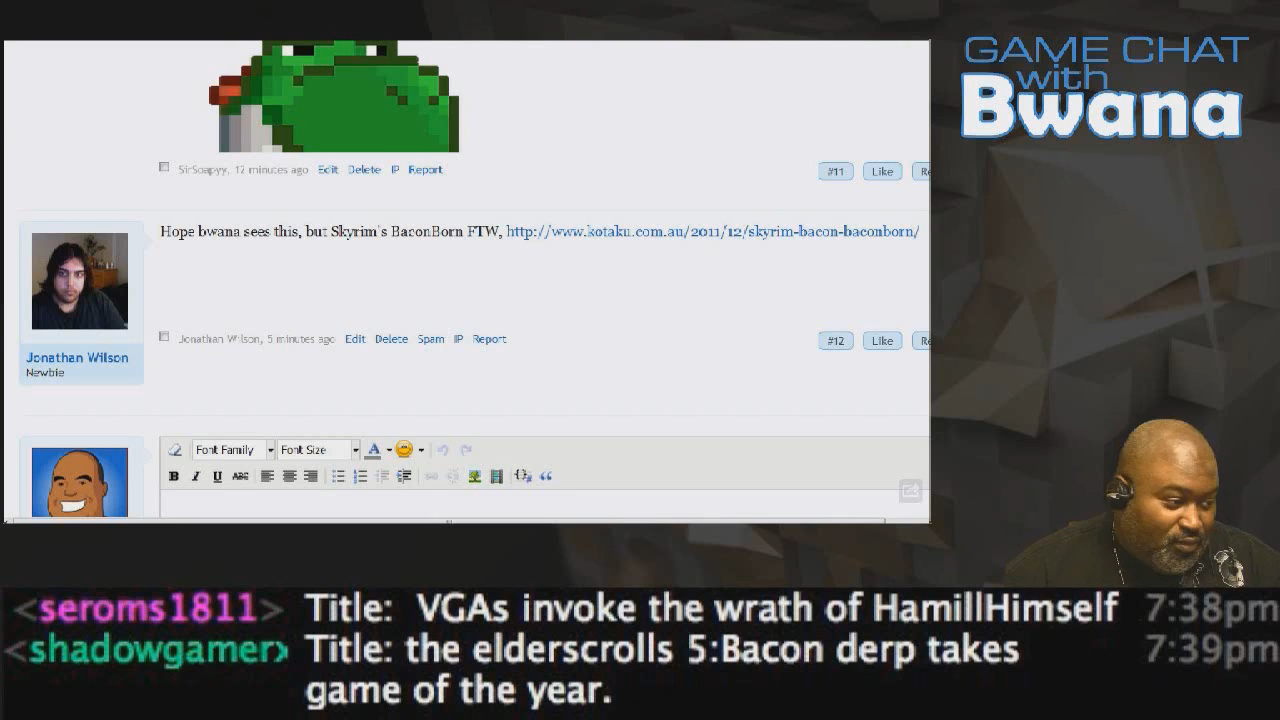 GAME CHAT
with
Bwana
SirSoapyy, 12 minutes ago Edit Delete IP Report
#11 Like
Hope bwana sees this, but Skyrim's BaconBorn FTW, http://www.kotaku.com.au/2011/12/skyrim-bacon-baconborn/
Jonathan Wilson, 5 minutes ago Edit Delete Spam IP Report
#12 Like
Jonathan Wilson
Newbie
Font Family Font Size A
B I U ABC
<seroms1811> Title: VGAs invoke the wrath of HamillHimself 7:38pm
<shadowgamer> Title: the elderscrolls 5:Bacon derp takes 7:39pm
game of the year.